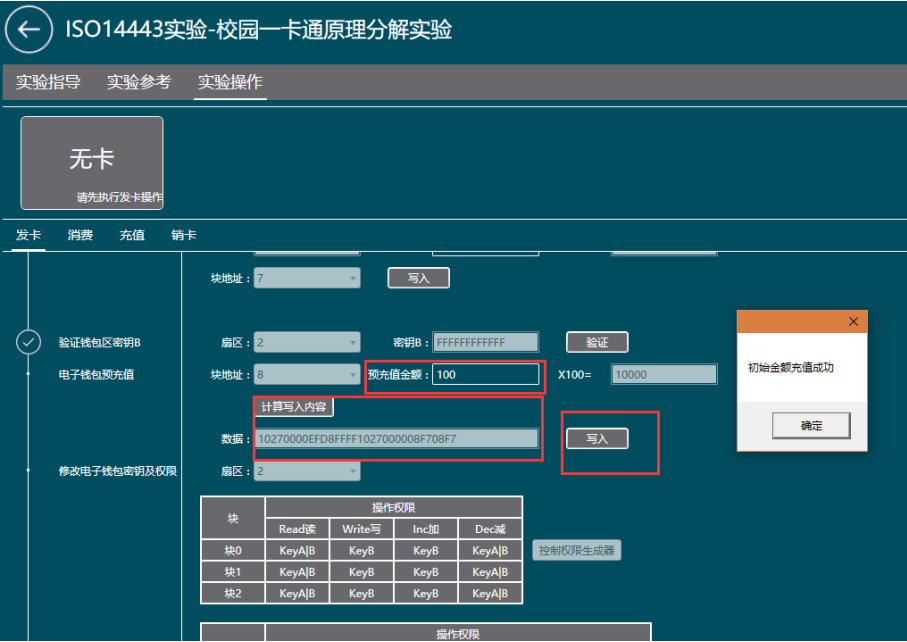 ISO14443实验-校园一卡通原理分解实验
实验指导 实验参考 实验操作
无卡
请先执行发卡操作
发卡 消费 充值 销卡
块地址： 7 写入
验证钱包区密钥B 扇区： 2 密钥B： FFFFFFFFFFFF 验证
电子钱包预充值 块地址： 8 预充值金额： 100 X100= 10000
计算写入内容
数据： 10270000EFD8FFFF1027000008F708F7 写入
修改电子钱包密钥及权限 扇区： 2
初始金额充值成功
确定
块 操作权限
Read读 Write写 Inc加 Dec减
块0 KeyA|B KeyB KeyB KeyA|B 控制权限生成器
块1 KeyA|B KeyB KeyB KeyA|B
块2 KeyA|B KeyB KeyB KeyA|B
操作权限